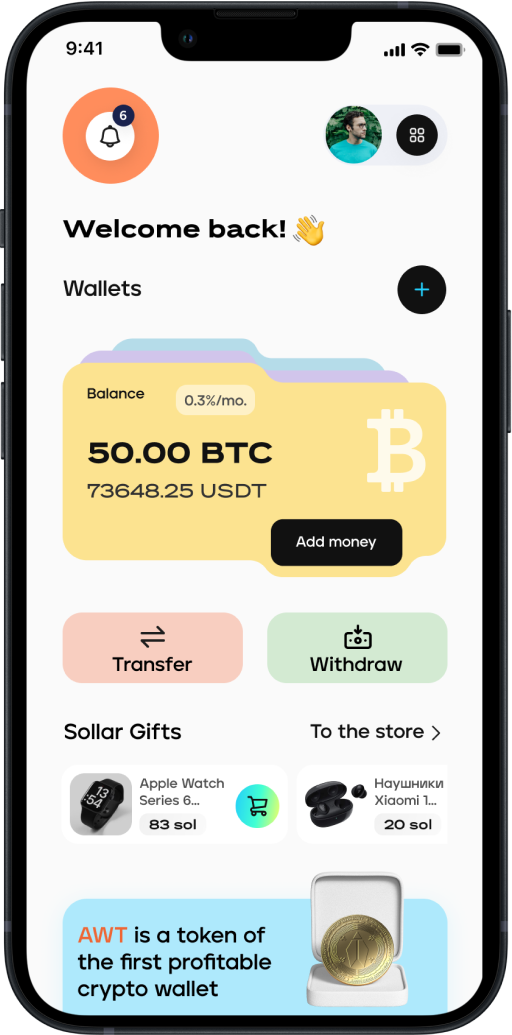 9:41
6
Welcome back! 👋
Wallets
Balance
0.3%/mo.
50.00 BTC
73648.25 USDT
Add money
Transfer
Withdraw
Sollar Gifts
To the store
Apple Watch
Series 6...
83 sol
Наушники
Xiaomi 1...
20 sol
AWT is a token of
the first profitable
crypto wallet